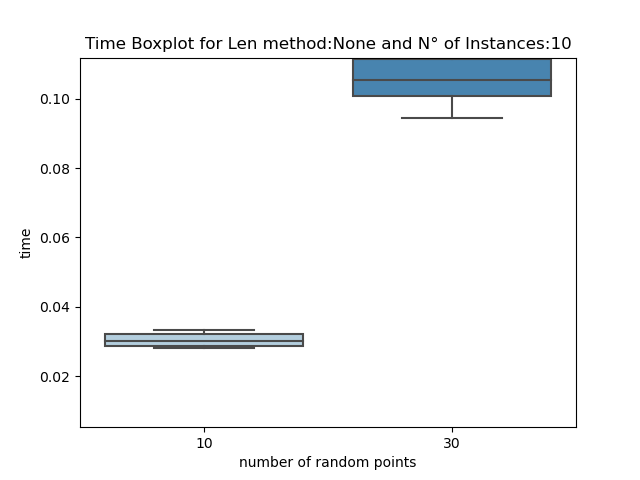 Time Boxplot for Len method:None and N° of Instances:10
0.10
0.08
0.06
0.04
0.02
time
10 30
number of random points